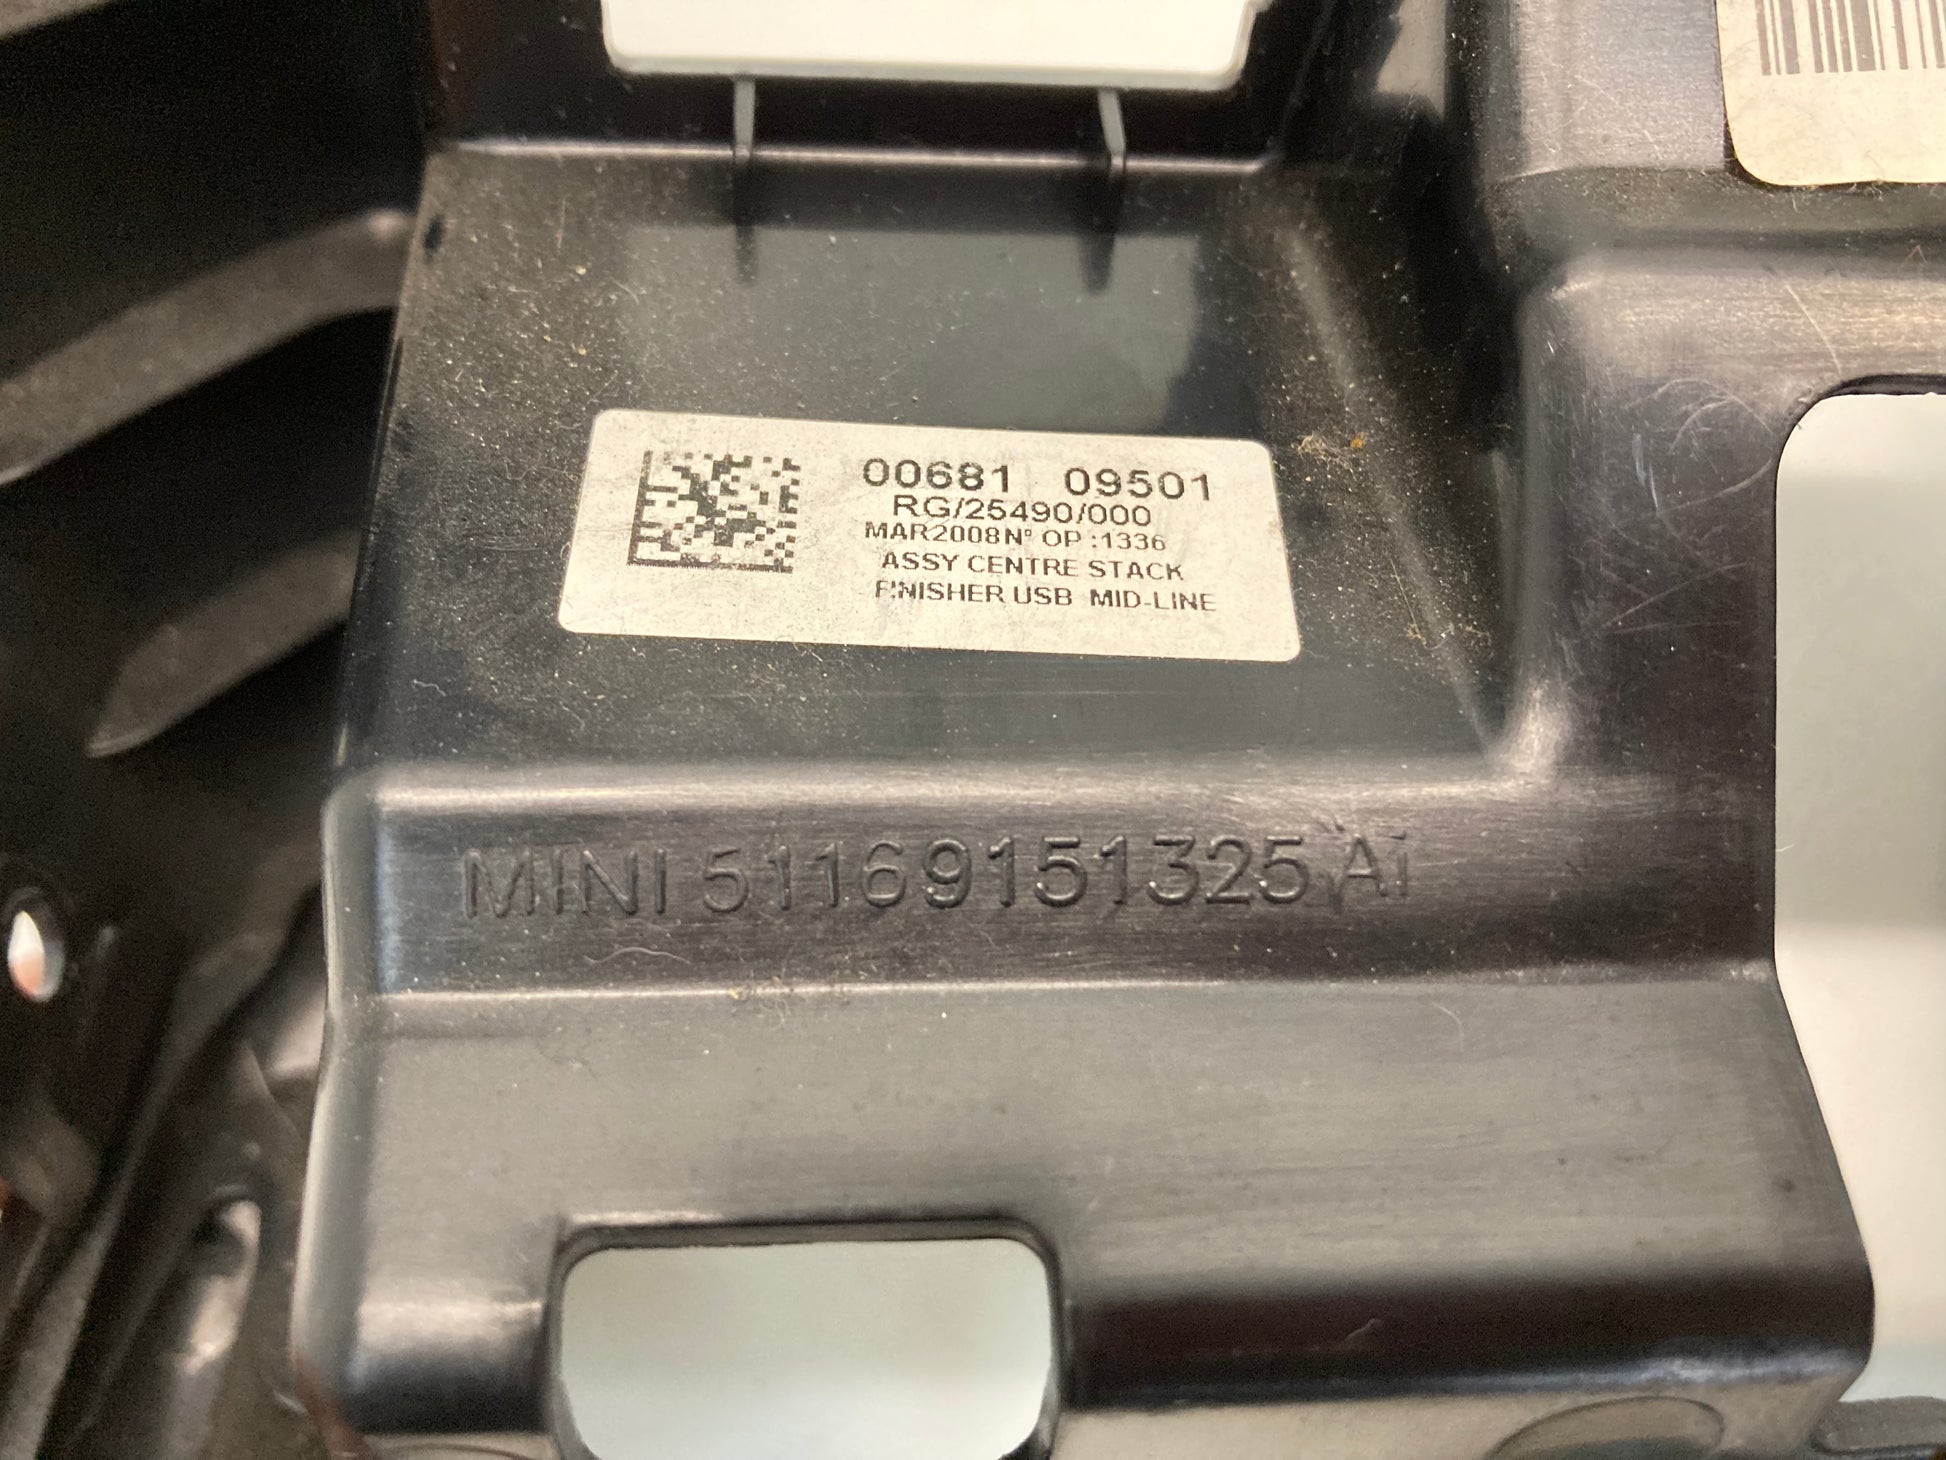 00681 09501
RG/25490/000
MAR2008Nº OP :1336
ASSY CENTRE STACK
FINISHER USB MID-LINE
MINI 51169151325 Ai